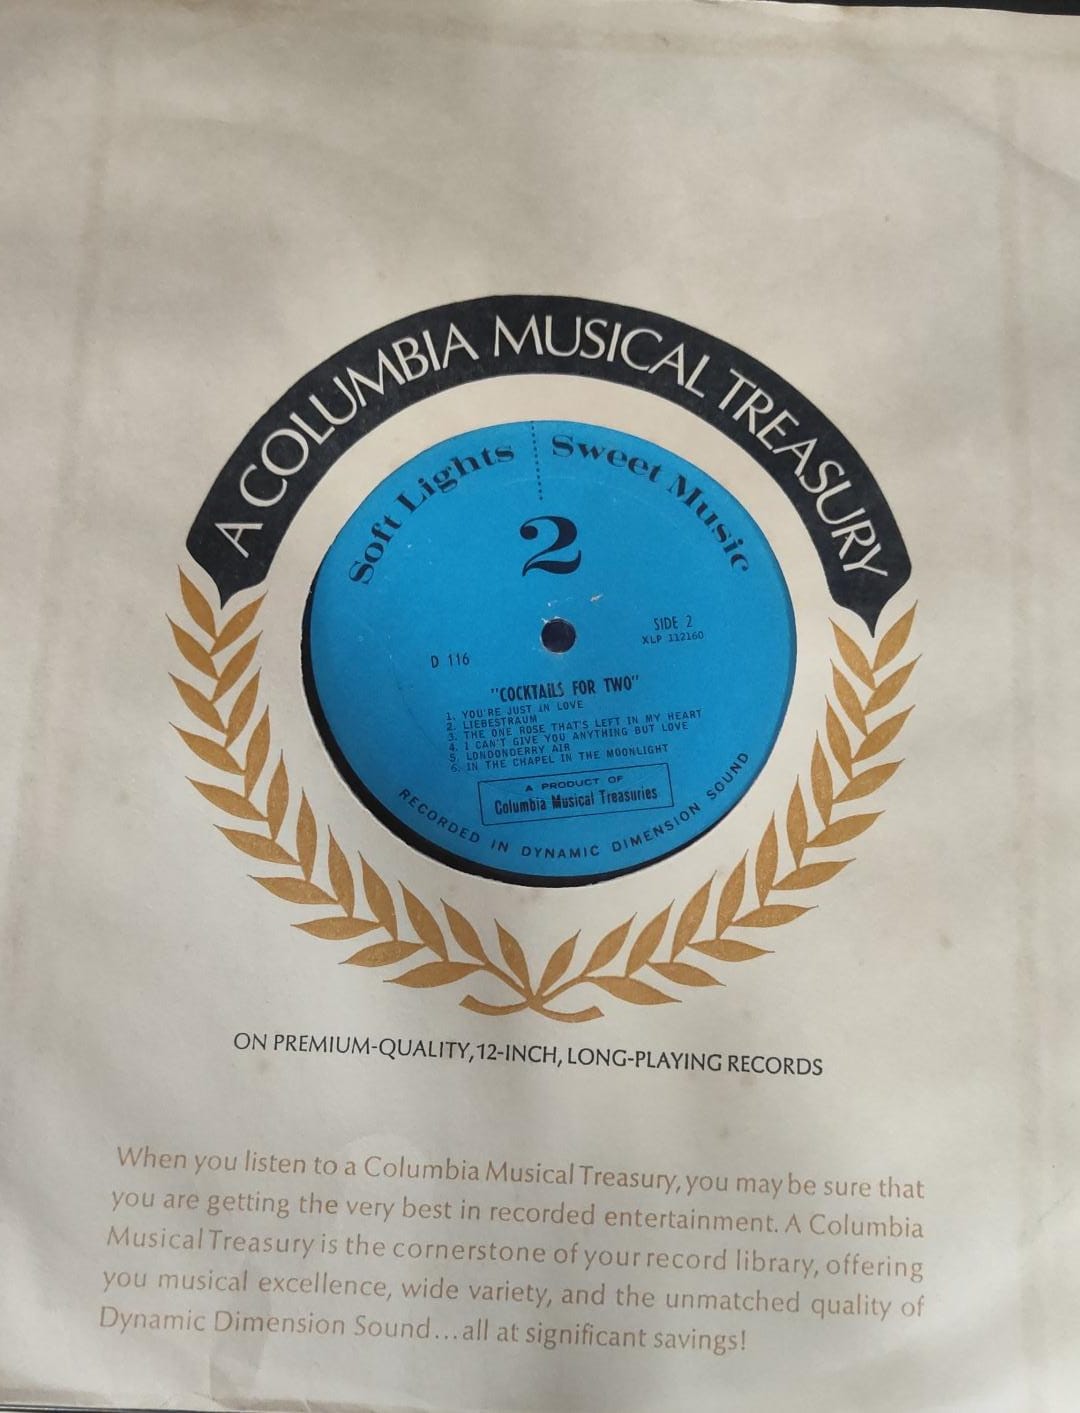 A COLUMBIA MUSICAL TREASURY
Soft Lights Sweet Music
2
SIDE 2
XLP 112160
D 116
"COCKTAILS FOR TWO"
1. YOU'RE JUST IN LOVE
2. LIEBESTRAUM
3. THE ONE ROSE THAT'S LEFT IN MY HEART
4. I CAN'T GIVE YOU ANYTHING BUT LOVE
5. LONDONDERRY AIR
6. IN THE CHAPEL IN THE MOONLIGHT
A PRODUCT OF
Columbia Musical Treasuries
RECORDED IN DYNAMIC DIMENSION SOUND
ON PREMIUM-QUALITY, 12-INCH, LONG-PLAYING RECORDS
When you listen to a Columbia Musical Treasury, you may be sure that
you are getting the very best in recorded entertainment. A Columbia
Musical Treasury is the cornerstone of your record library, offering
you musical excellence, wide variety, and the unmatched quality of
Dynamic Dimension Sound...all at significant savings!